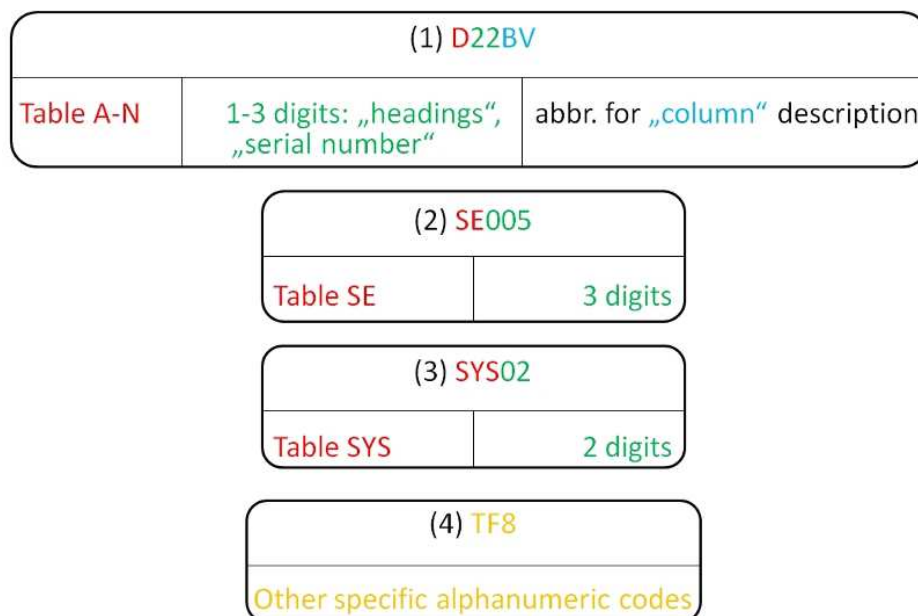 (1) D22BV
Table A-N
1-3 digits: „headings“,
„serial number“
abbr. for „column“ description
(2) SE005
Table SE
3 digits
(3) SYS02
Table SYS
2 digits
(4) TF8
Other specific alphanumeric codes